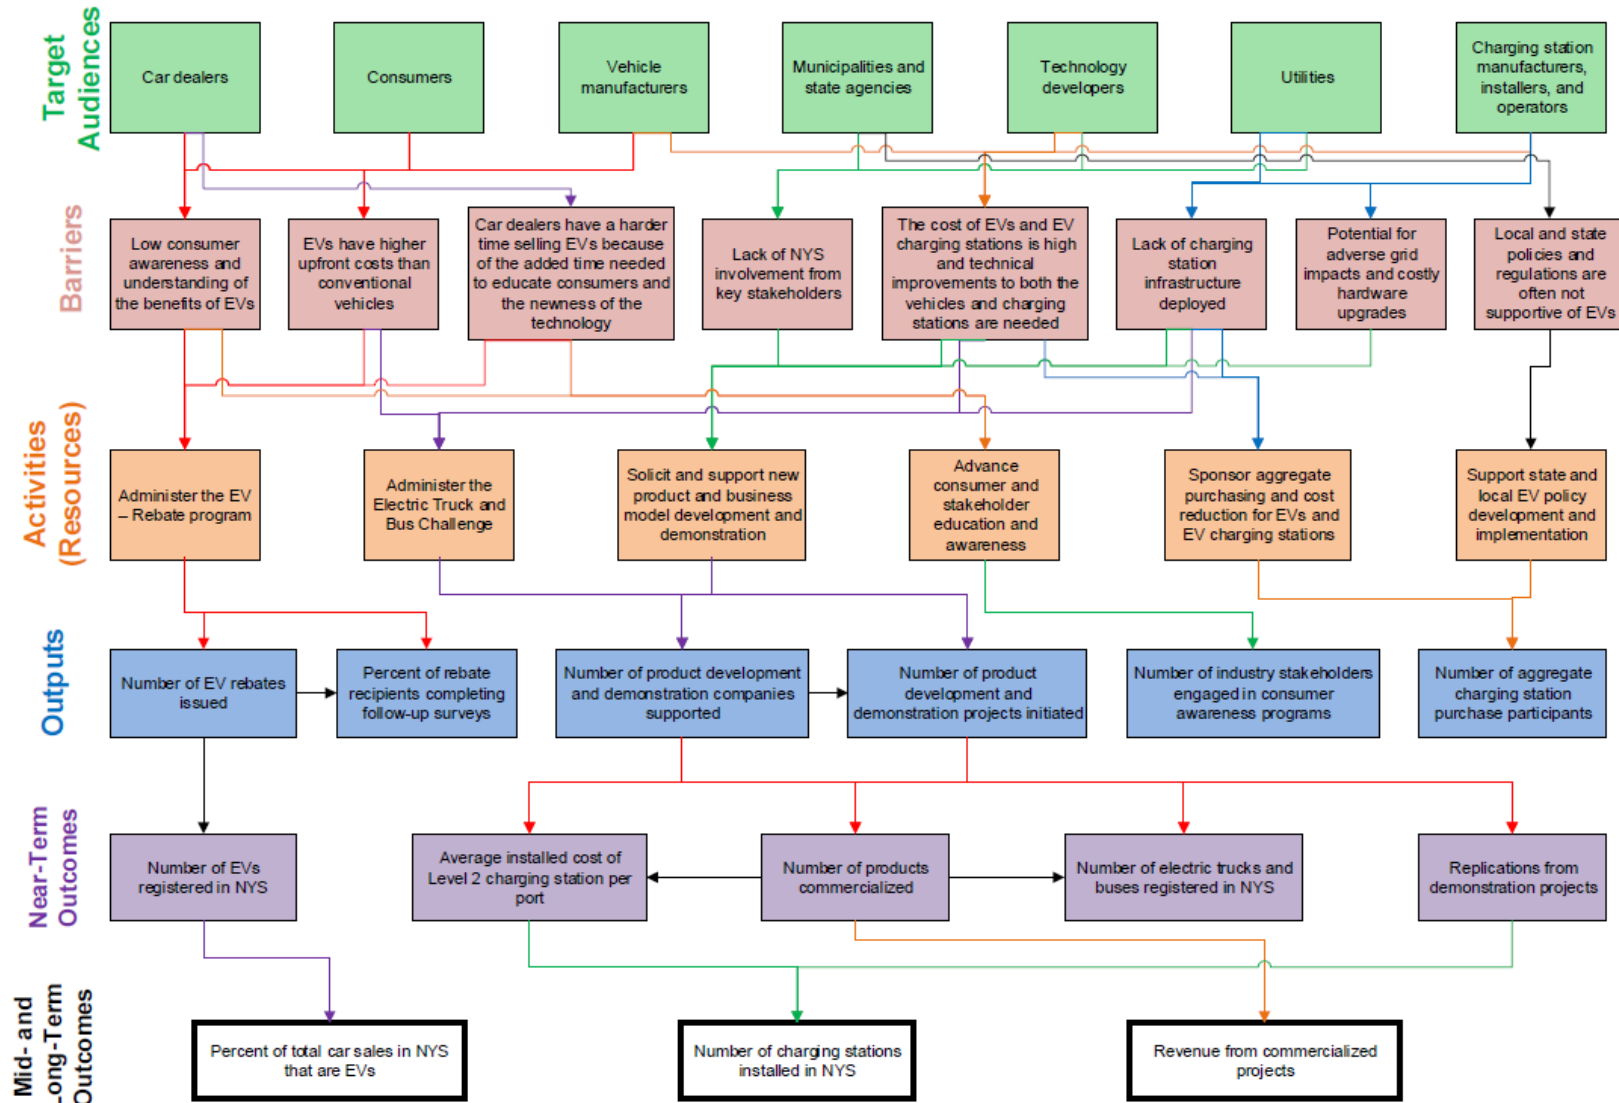 Target
Audiences
Car dealers
Consumers
Vehicle
manufacturers
Municipalities and
state agencies
Technology
developers
Utilities
Charging station
manufacturers,
installers, and
operators
Barriers
Low consumer
awareness and
understanding of
the benefits of EVs
EVs have higher
upfront costs than
conventional
vehicles
Car dealers have a harder
time selling EVs because
of the added time needed
to educate consumers and
the newness of the
technology
Lack of NYS
involvement from
key stakeholders
The cost of EVs and EV
charging stations is high
and technical
improvements to both the
vehicles and charging
stations are needed
Lack of charging
station
infrastructure
deployed
Potential for
adverse grid
impacts and costly
hardware
upgrades
Local and state
policies and
regulations are
often not
supportive of EVs
Activities
(Resources)
Administer the EV
– Rebate program
Administer the
Electric Truck and
Bus Challenge
Solicit and support new
product and business
model development and
demonstration
Advance
consumer and
stakeholder
education and
awareness
Sponsor aggregate
purchasing and cost
reduction for EVs and
EV charging stations
Support state and
local EV policy
development and
implementation
Outputs
Number of EV rebates
issued
Percent of rebate
recipients completing
follow-up surveys
Number of product development
and demonstration companies
supported
Number of product
development and
demonstration projects initiated
Number of industry stakeholders
engaged in consumer
awareness programs
Number of aggregate
charging station
purchase participants
Near-Term
Outcomes
Number of EVs
registered in NYS
Average installed cost of
Level 2 charging station per
port
Number of products
commercialized
Number of electric trucks and
buses registered in NYS
Replications from
demonstration projects
Mid- and
Long-Term
Outcomes
Percent of total car sales in NYS
that are EVs
Number of charging stations
installed in NYS
Revenue from commercialized
projects